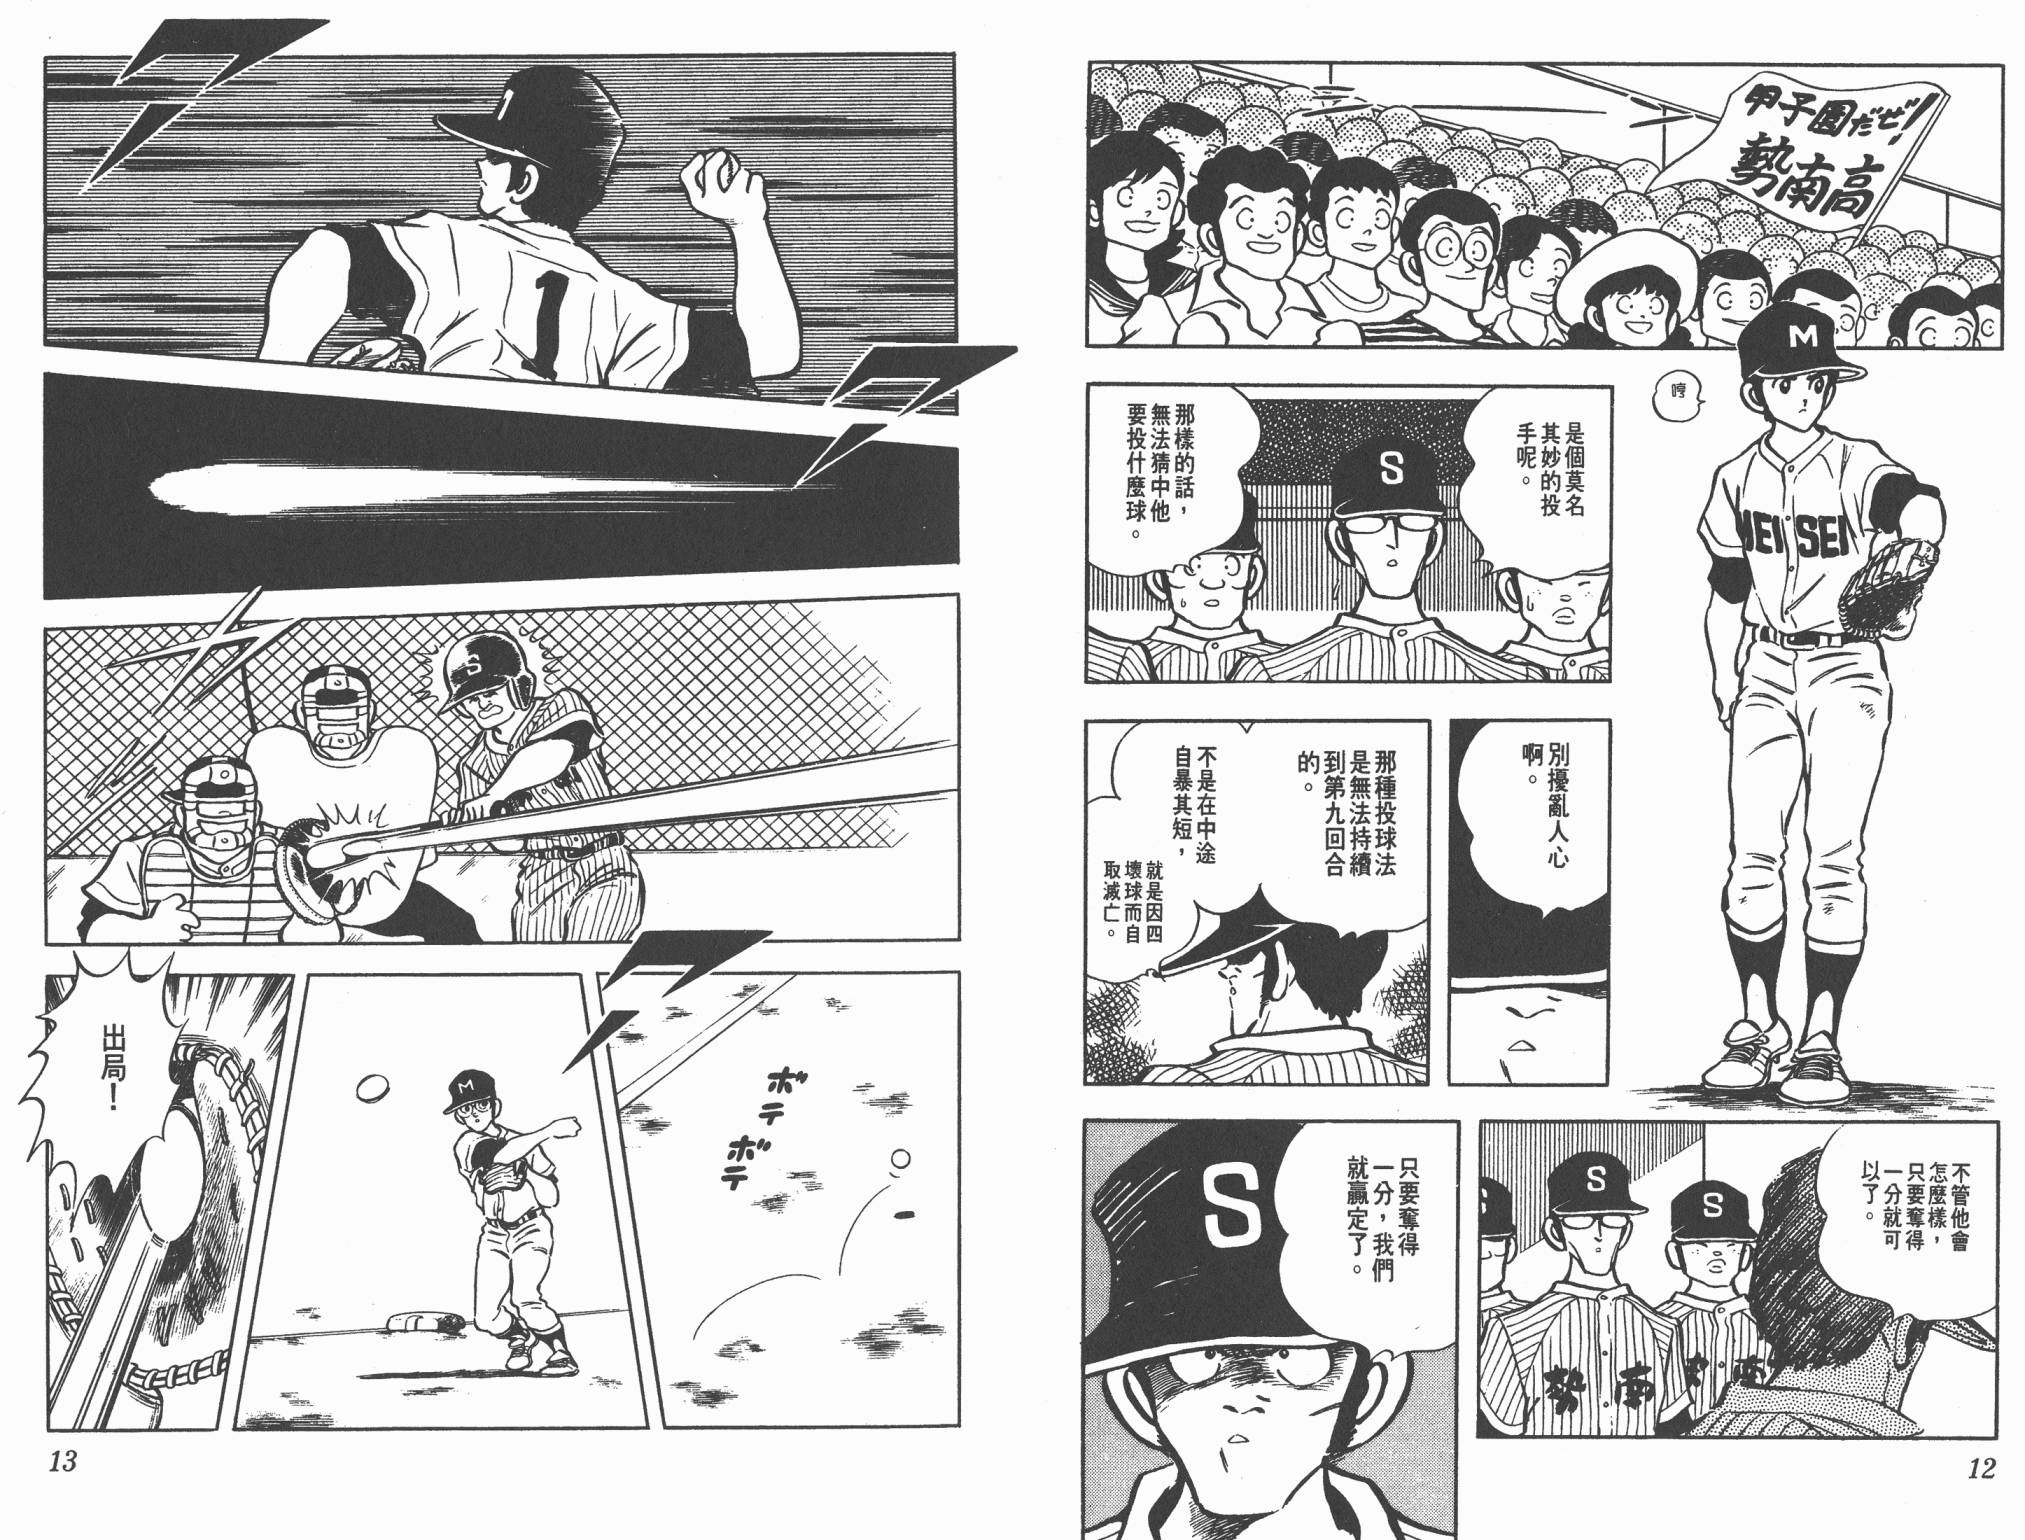 甲子園だぜ!
勢南高
M
哼
MEISEI
是個莫名
其妙的投
手呢。
S
那樣的話，
無法猜中他
要投什麼球。
別擾亂人心
啊。
那種投球法
是無法持續
到第九回合
的。
不是在中途
自暴其短，
就是因四
壞球而自
取滅亡。
不管他會
怎麼樣，
只要奪得
一分就可
以了。
S
S
勢南
南
只要奪得
一分，我們
就贏定了。
S
12
1
S
ボテ
ボテ
M
出局！
13